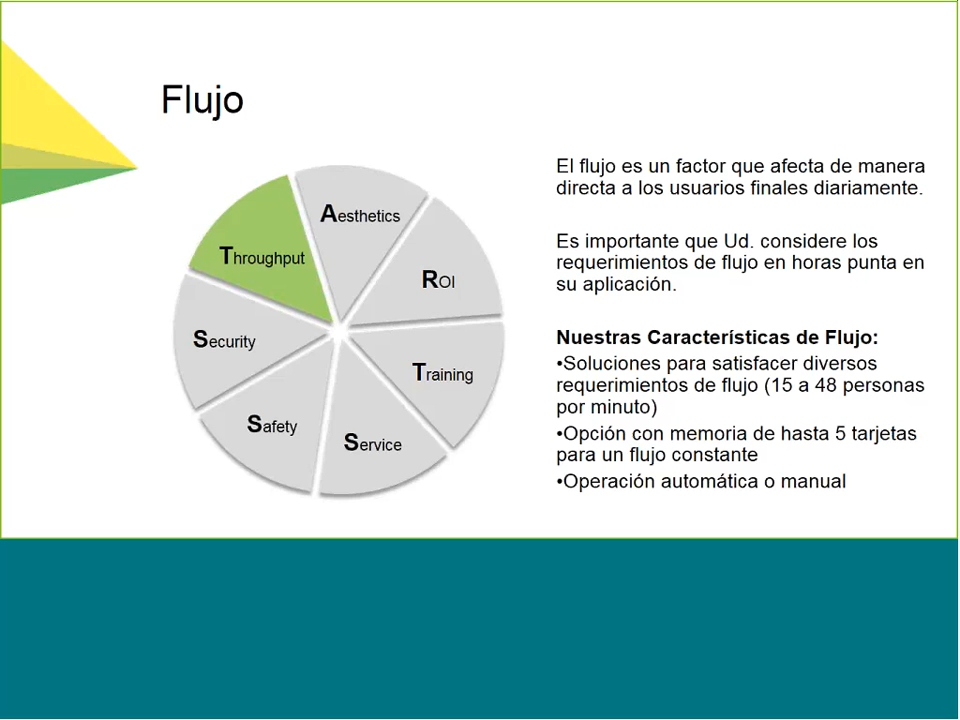 Flujo
Aesthetics
ROI
Training
Service
Safety
Security
Throughput
El flujo es un factor que afecta de manera
directa a los usuarios finales diariamente.
Es importante que Ud. considere los
requerimientos de flujo en horas punta en
su aplicación.
Nuestras Características de Flujo:
•Soluciones para satisfacer diversos
requerimientos de flujo (15 a 48 personas
por minuto)
•Opción con memoria de hasta 5 tarjetas
para un flujo constante
•Operación automática o manual